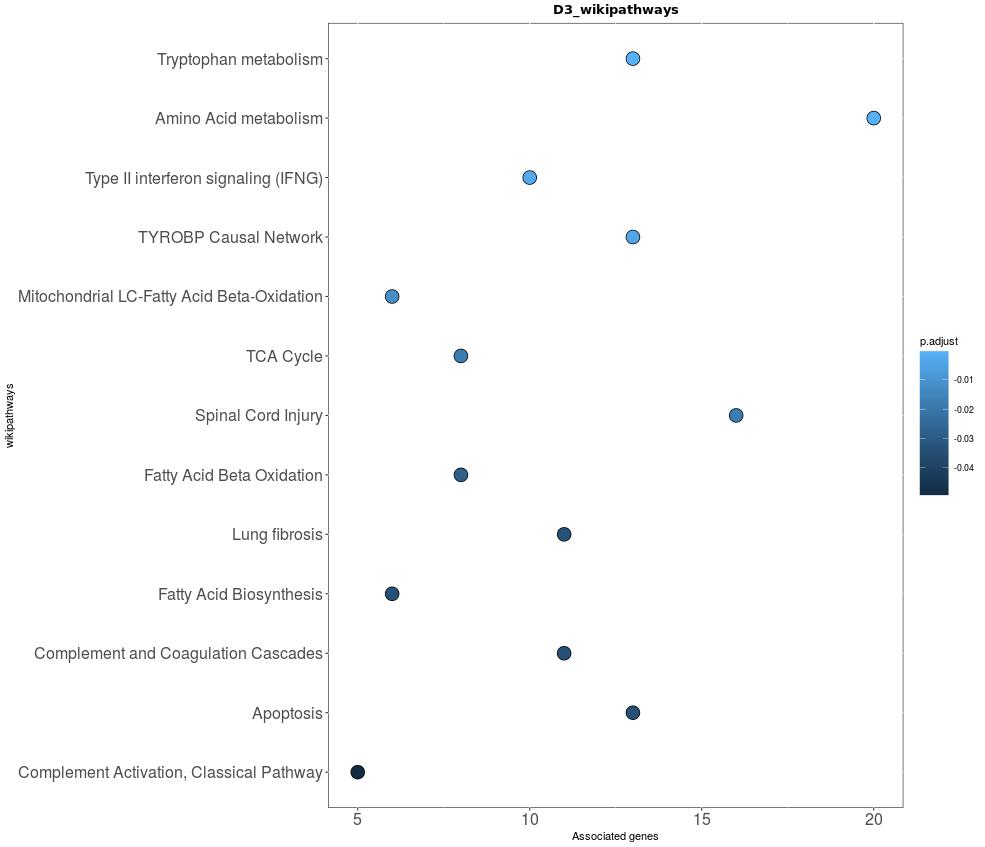 D3_wikipathways
Tryptophan metabolism
Amino Acid metabolism
Type II interferon signaling (IFNG)
TYROBP Causal Network
Mitochondrial LC-Fatty Acid Beta-Oxidation
TCA Cycle
Spinal Cord Injury
Fatty Acid Beta Oxidation
Lung fibrosis
Fatty Acid Biosynthesis
Complement and Coagulation Cascades
Apoptosis
Complement Activation, Classical Pathway
wikipathways
5 10 15 20
Associated genes
p.adjust
-0.01
-0.02
-0.03
-0.04